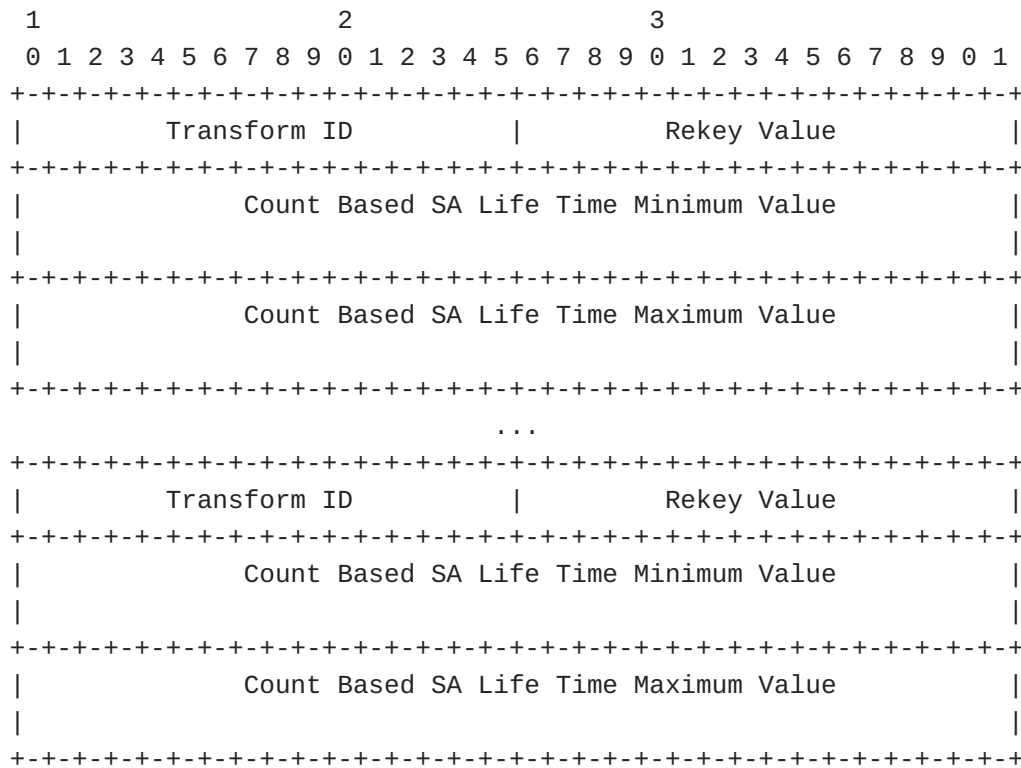 1                   2                   3
 0 1 2 3 4 5 6 7 8 9 0 1 2 3 4 5 6 7 8 9 0 1 2 3 4 5 6 7 8 9 0 1
+-+-+-+-+-+-+-+-+-+-+-+-+-+-+-+-+-+-+-+-+-+-+-+-+-+-+-+-+-+-+-+-+
|         Transform ID          |         Rekey Value           |
+-+-+-+-+-+-+-+-+-+-+-+-+-+-+-+-+-+-+-+-+-+-+-+-+-+-+-+-+-+-+-+-+
|              Count Based SA Life Time Minimum Value           |
|                                                               |
+-+-+-+-+-+-+-+-+-+-+-+-+-+-+-+-+-+-+-+-+-+-+-+-+-+-+-+-+-+-+-+-+
|              Count Based SA Life Time Maximum Value           |
|                                                               |
+-+-+-+-+-+-+-+-+-+-+-+-+-+-+-+-+-+-+-+-+-+-+-+-+-+-+-+-+-+-+-+-+
                               ...
+-+-+-+-+-+-+-+-+-+-+-+-+-+-+-+-+-+-+-+-+-+-+-+-+-+-+-+-+-+-+-+-+
|         Transform ID          |         Rekey Value           |
+-+-+-+-+-+-+-+-+-+-+-+-+-+-+-+-+-+-+-+-+-+-+-+-+-+-+-+-+-+-+-+-+
|              Count Based SA Life Time Minimum Value           |
|                                                               |
+-+-+-+-+-+-+-+-+-+-+-+-+-+-+-+-+-+-+-+-+-+-+-+-+-+-+-+-+-+-+-+-+
|              Count Based SA Life Time Maximum Value           |
|                                                               |
+-+-+-+-+-+-+-+-+-+-+-+-+-+-+-+-+-+-+-+-+-+-+-+-+-+-+-+-+-+-+-+-+